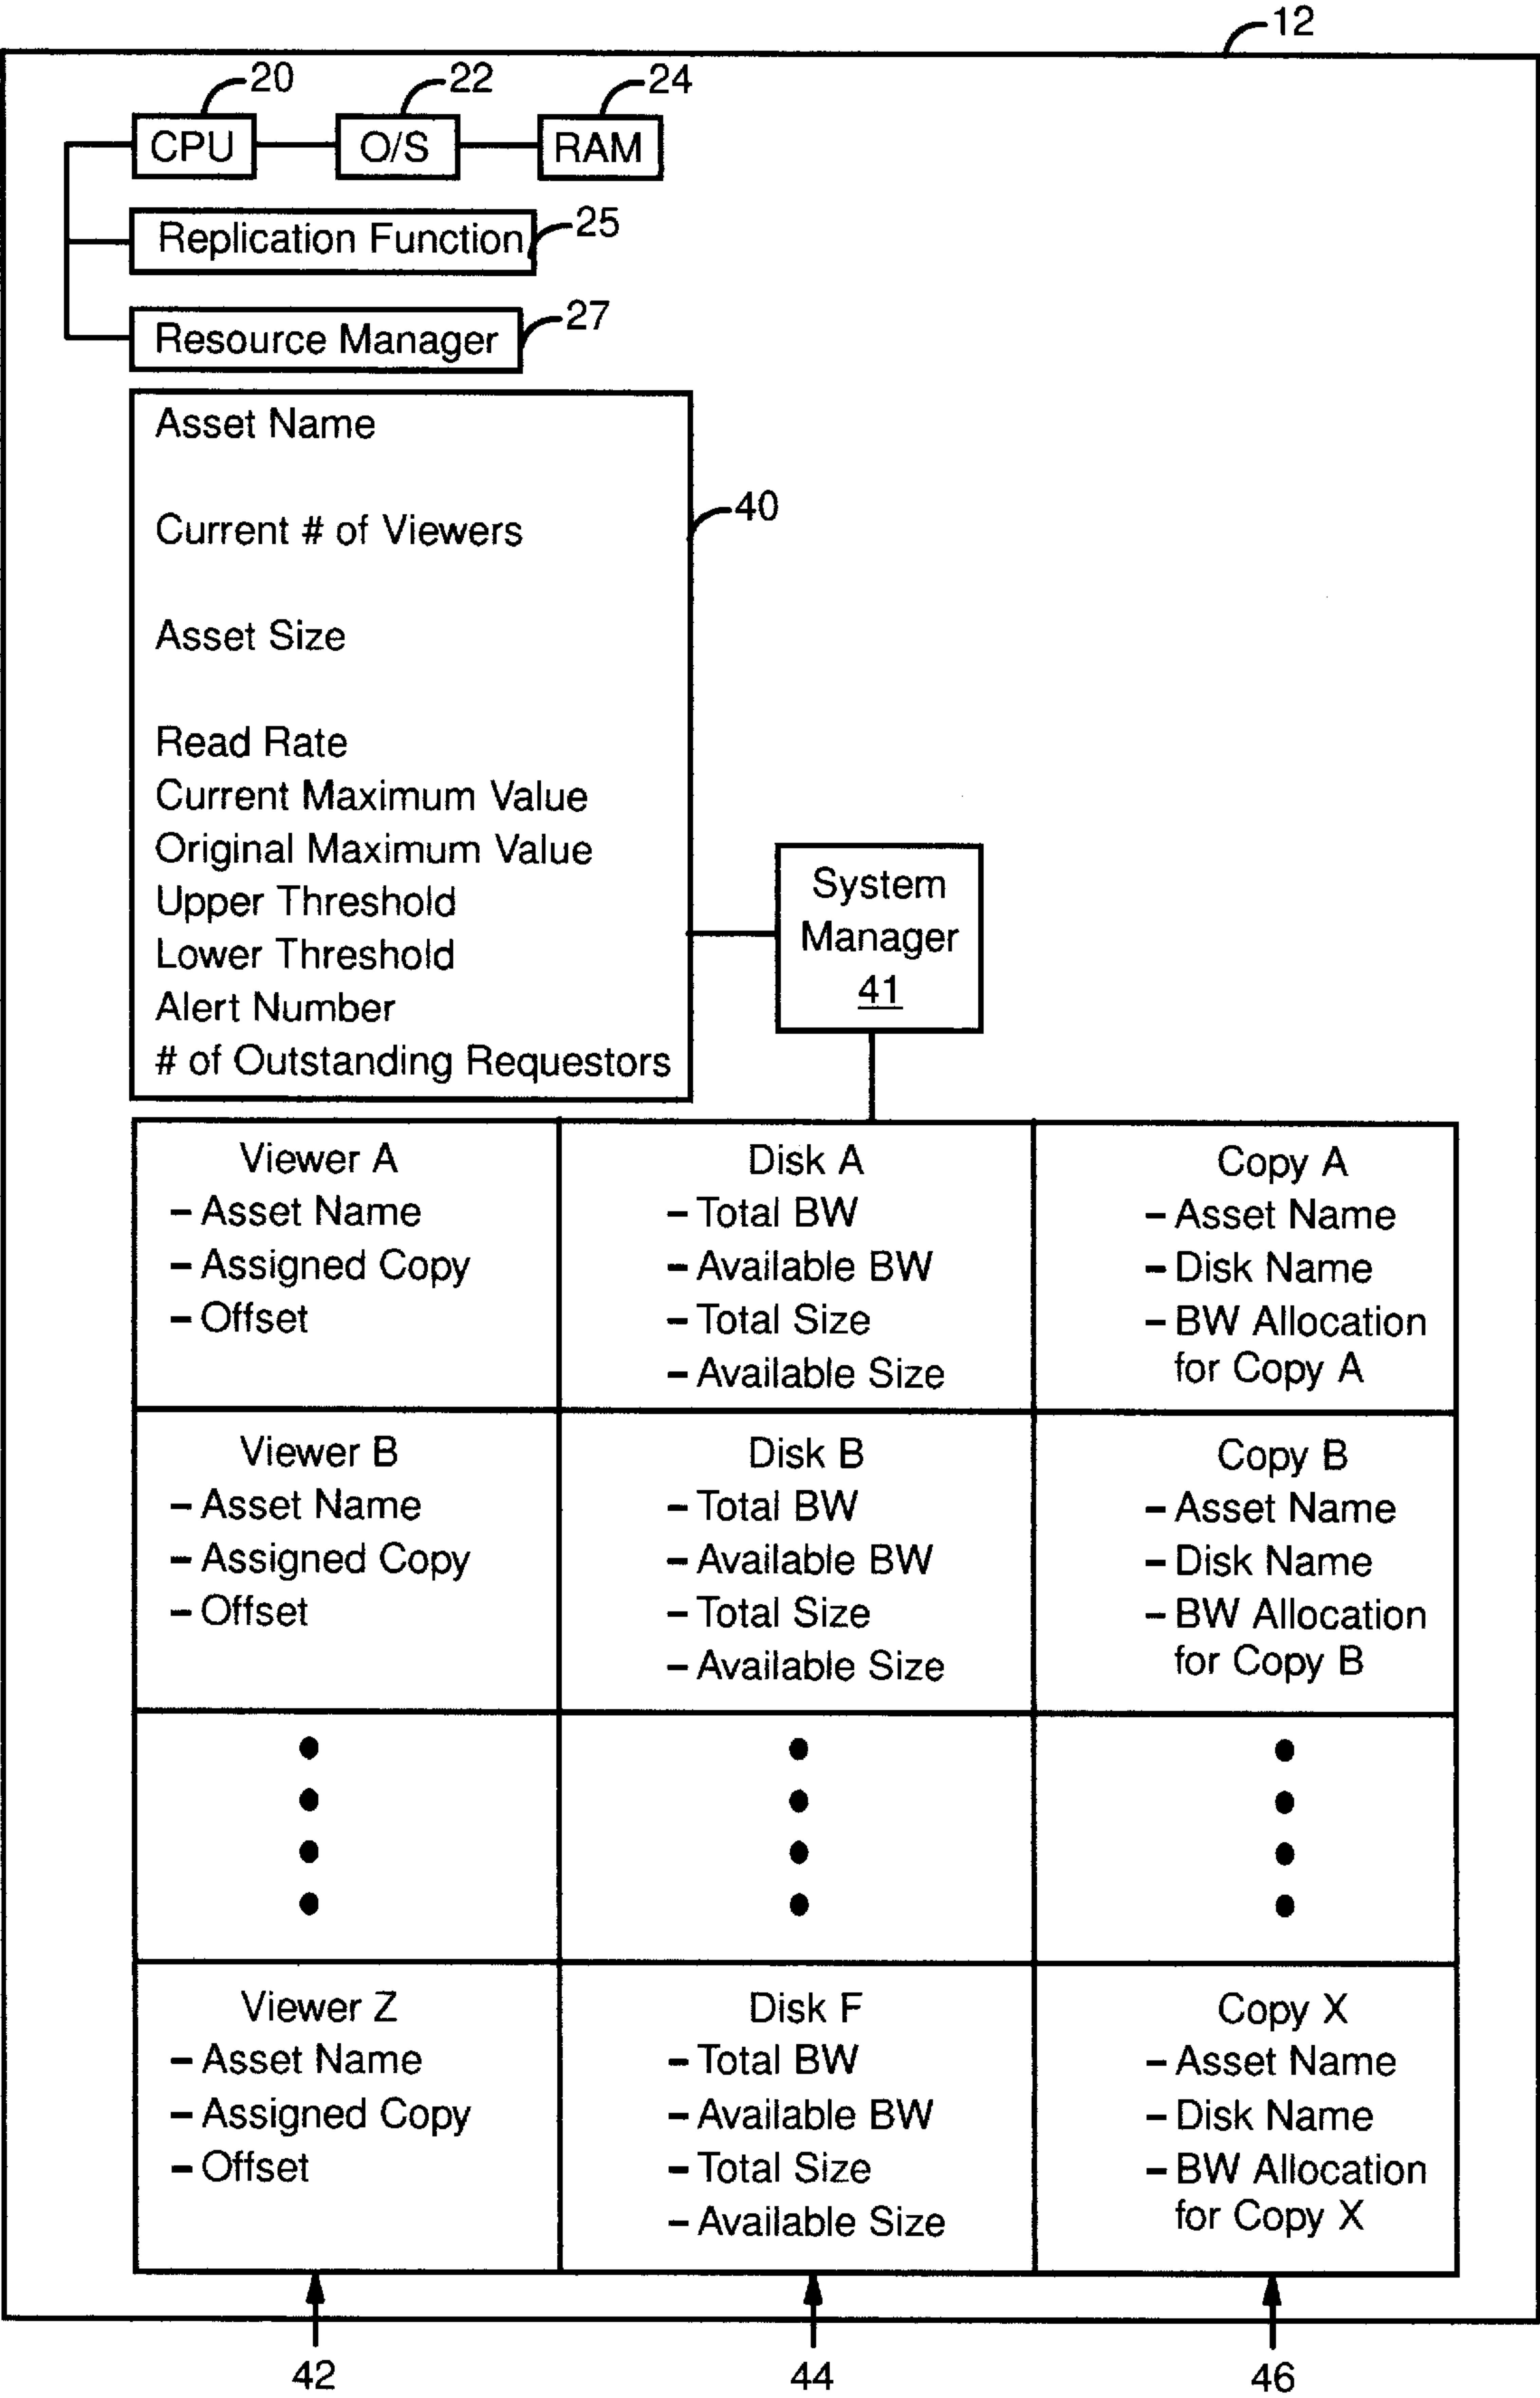 12
20
22
24
CPU
O/S
RAM
Replication Function
25
Resource Manager
27
Asset Name
Current # of Viewers
40
Asset Size
Read Rate
Current Maximum Value
Original Maximum Value
Upper Threshold
Lower Threshold
Alert Number
# of Outstanding Requestors
System
Manager
41
Viewer A
– Asset Name
– Assigned Copy
– Offset
Disk A
– Total BW
– Available BW
– Total Size
– Available Size
Copy A
– Asset Name
– Disk Name
– BW Allocation
for Copy A
Viewer B
– Asset Name
– Assigned Copy
– Offset
Disk B
– Total BW
– Available BW
– Total Size
– Available Size
Copy B
– Asset Name
– Disk Name
– BW Allocation
for Copy B
Viewer Z
– Asset Name
– Assigned Copy
– Offset
Disk F
– Total BW
– Available BW
– Total Size
– Available Size
Copy X
– Asset Name
– Disk Name
– BW Allocation
for Copy X
42
44
46